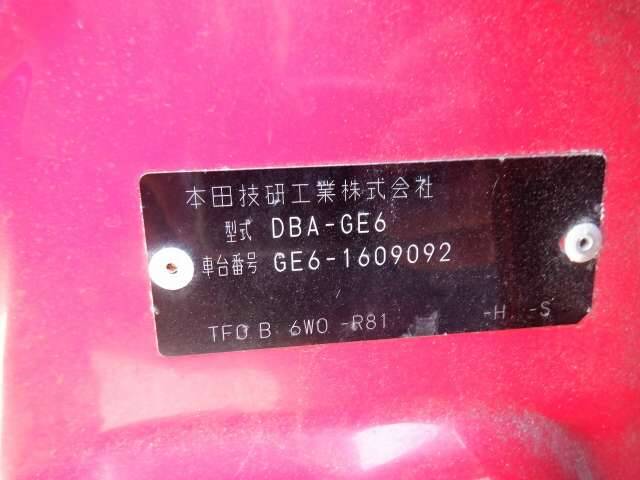 本田技研工業株式会社
型式 DBA-GE6
車台番号 GE6-1609092
TFO B 6W0 -R81 -H -S